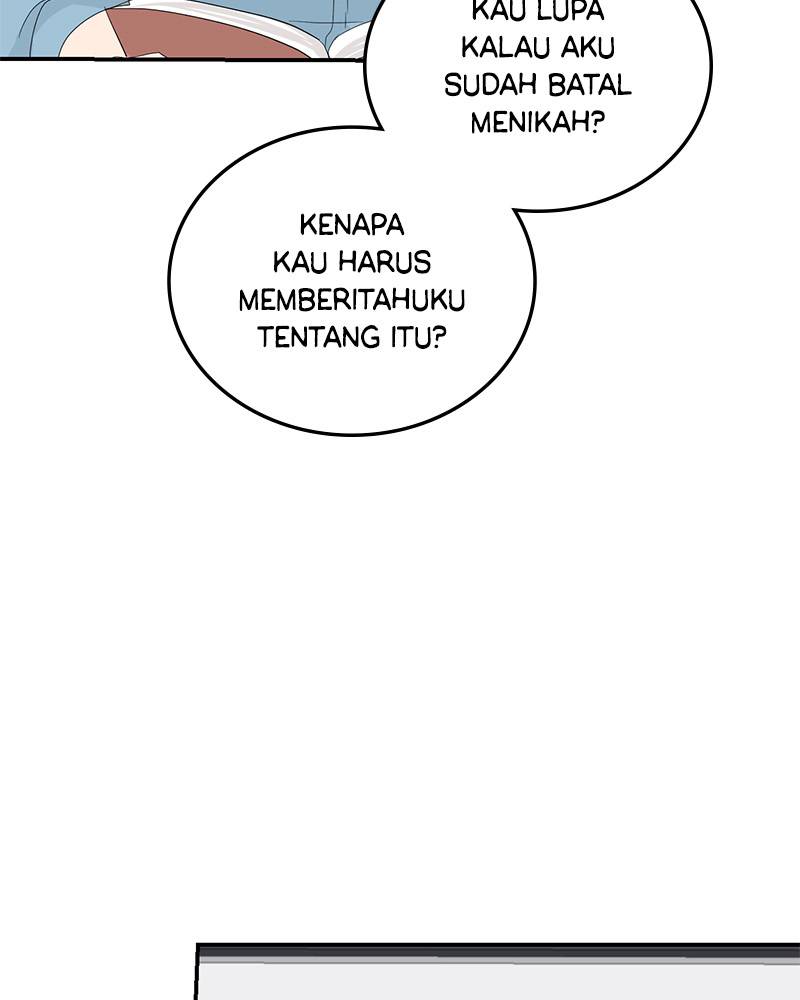 KAU LUPA
KALAU AKU
SUDAH BATAL
MENIKAH?
KENAPA
KAU HARUS
MEMBERITAHUKU
TENTANG ITU?